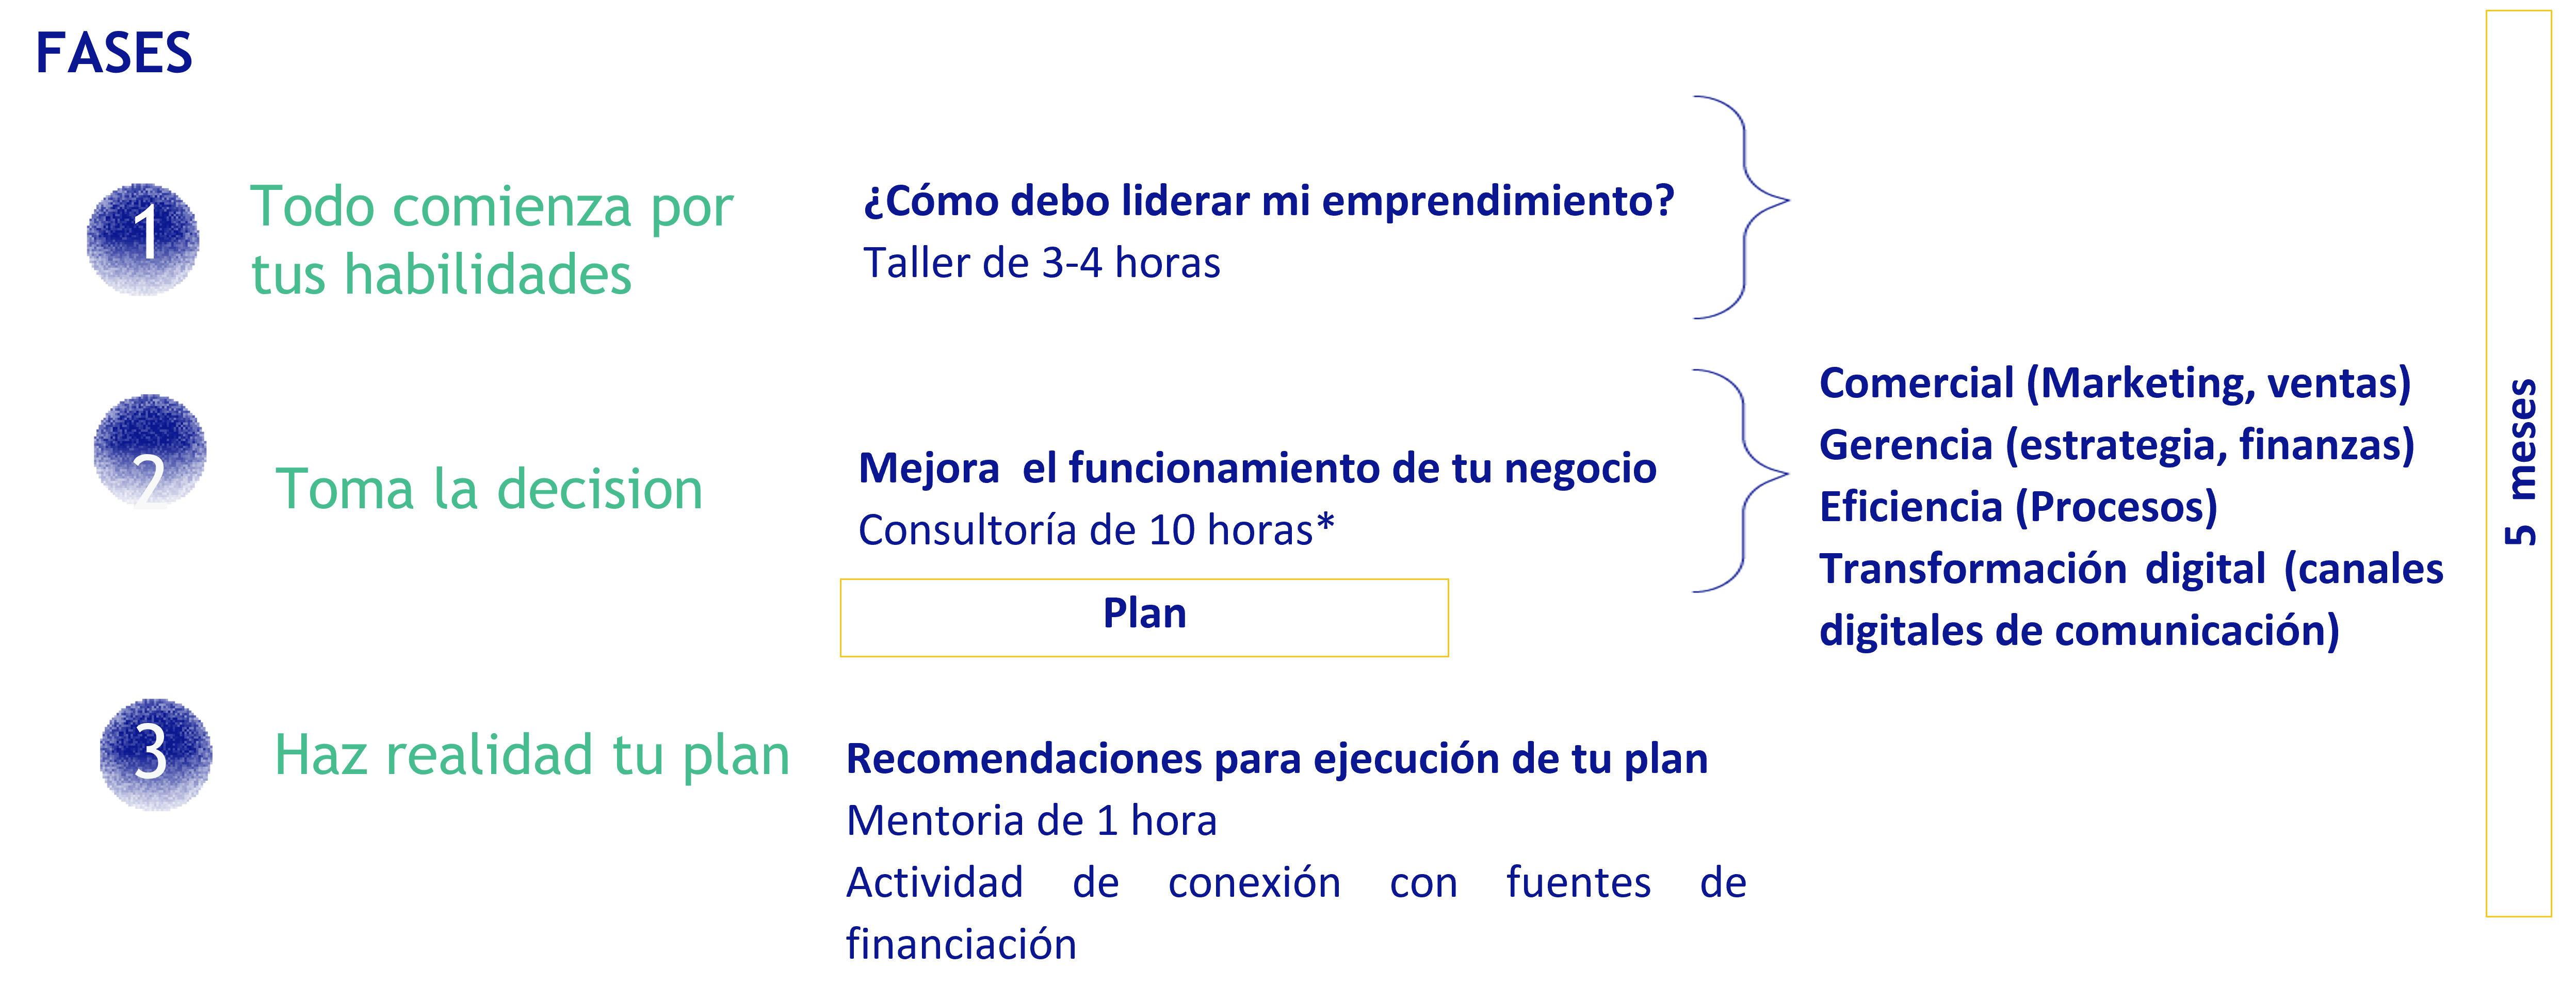 FASES
1
Todo comienza por
tus habilidades
¿Cómo debo liderar mi emprendimiento?
Taller de 3-4 horas
2
Toma la decision
Mejora  el funcionamiento de tu negocio
Consultoría de 10 horas*
Plan
Comercial (Marketing, ventas)
Gerencia (estrategia, finanzas)
Eficiencia (Procesos)
Transformación digital (canales
digitales de comunicación)
3
Haz realidad tu plan
Recomendaciones para ejecución de tu plan
Mentoria de 1 hora
Actividad de conexión con fuentes de
financiación
5 meses